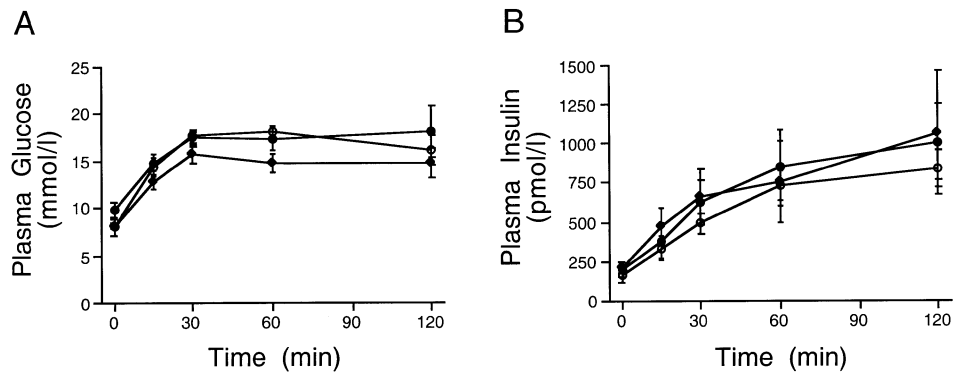 A
Plasma Glucose
(mmol/l)
25
20
15
10
5
0
0 30 60 90 120
Time (min)
B
Plasma Insulin
(pmol/l)
1500
1250
1000
750
500
250
0
0 30 60 90 120
Time (min)